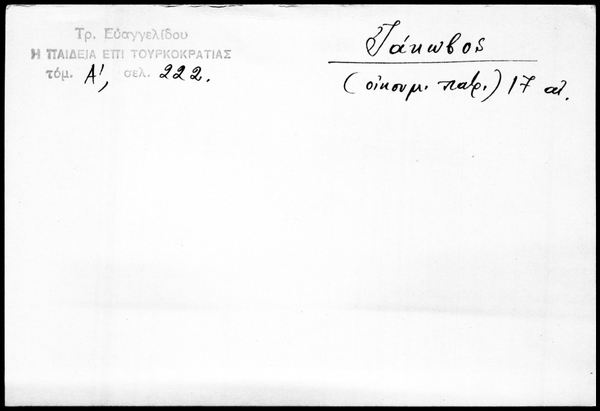 Τρ. Εὐαγγελίδου
Η ΠΑΙΔΕΙΑ ΕΠΙ ΤΟΥΡΚΟΚΡΑΤΙΑΣ
τόμ. Α', σελ. 222.
Ἰάκωβος
(οἰκουμ. πατρ.) 17 αἰ.